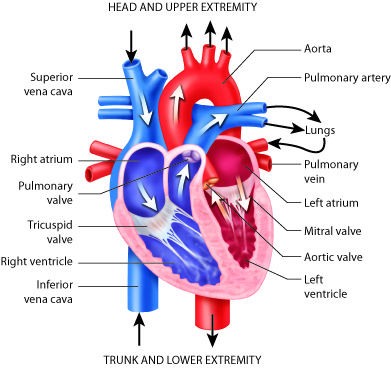 HEAD AND UPPER EXTREMITY
Superior
vena cava
Right atrium
Pulmonary
valve
Tricuspid
valve
Right ventricle
Inferior
vena cava
Aorta
Pulmonary artery
Lungs
Pulmonary
vein
Left atrium
Mitral valve
Aortic valve
Left
ventricle
TRUNK AND LOWER EXTREMITY